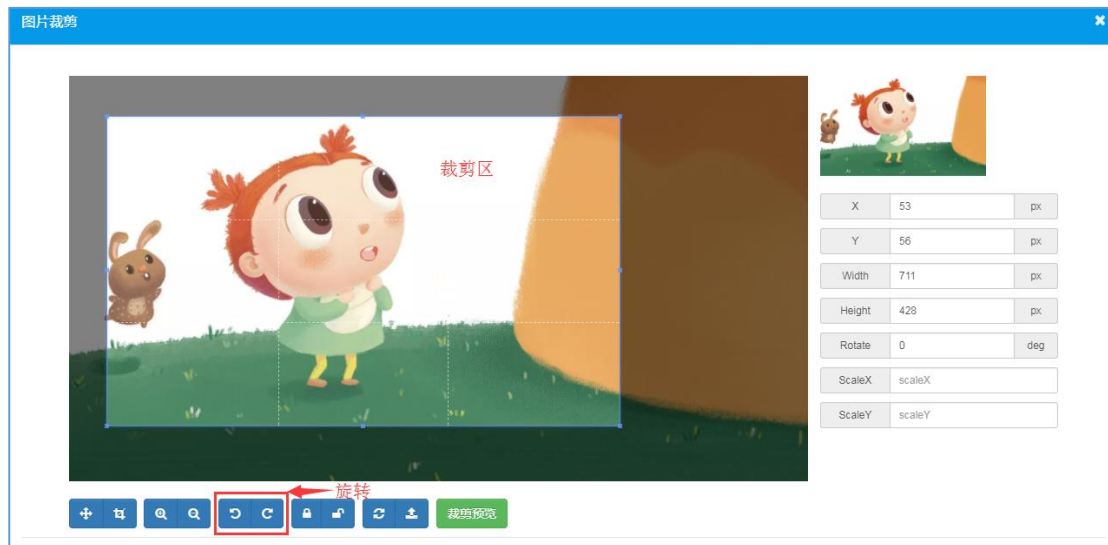 图片裁剪
裁剪区
X 53 px
Y 56 px
Width 711 px
Height 428 px
Rotate 0 deg
ScaleX scaleX
ScaleY scaleY
旋转
裁剪预览